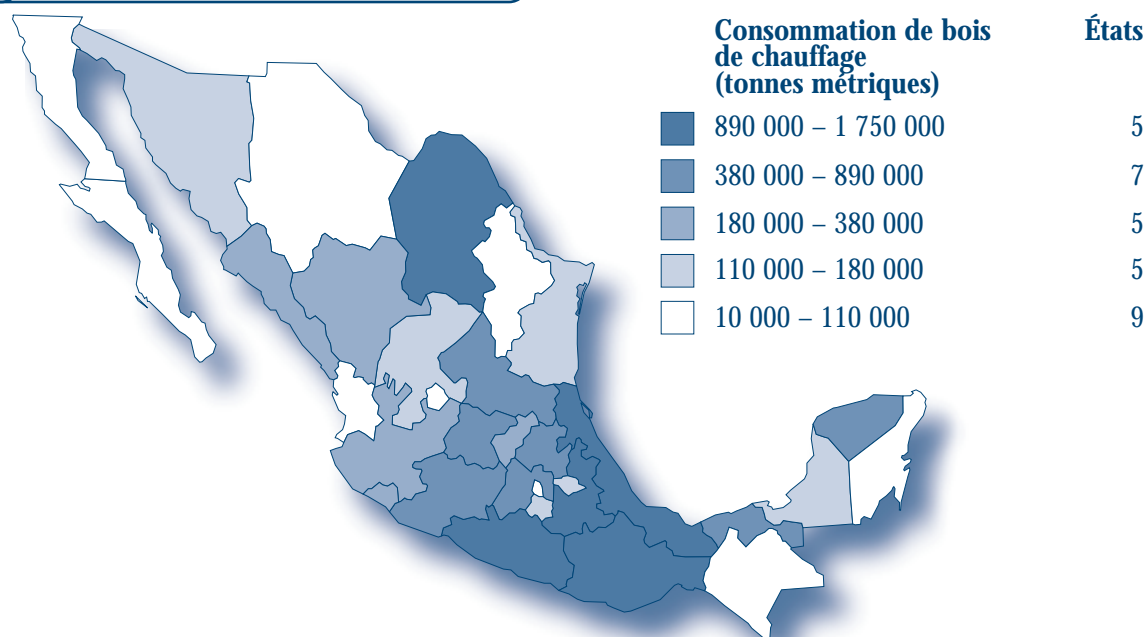 Consommation de bois de chauffage (tonnes métriques) États
890 000 – 1 750 000 5
380 000 – 890 000 7
180 000 – 380 000 5
110 000 – 180 000 5
10 000 – 110 000 9